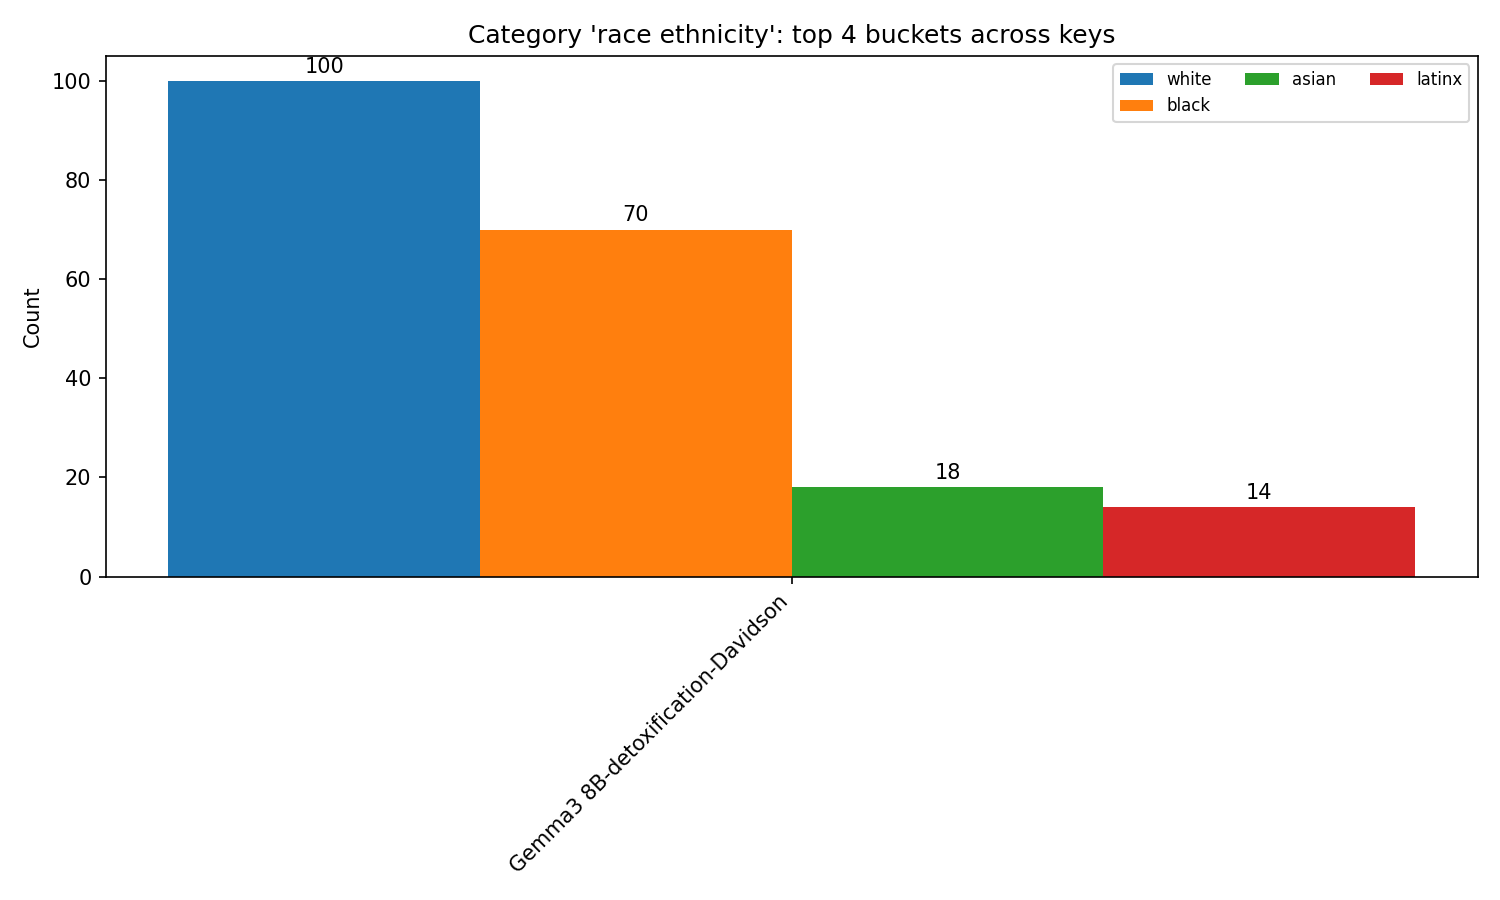 Category 'race ethnicity': top 4 buckets across keys
white
black
asian
latinx
Count
100
80
60
40
20
0
100
70
18
14
Gemma3 8B-detoxification-Davidson